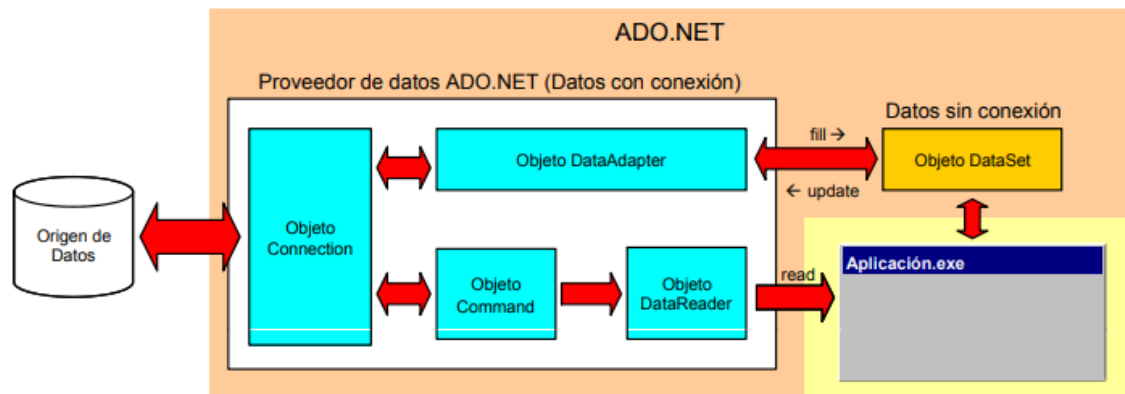 ADO.NET
Proveedor de datos ADO.NET (Datos con conexión)
Datos sin conexión
Origen de
Datos
Objeto
Connection
Objeto DataAdapter
fill →
← update
Objeto DataSet
Objeto
Command
Objeto
DataReader
read
Aplicación.exe